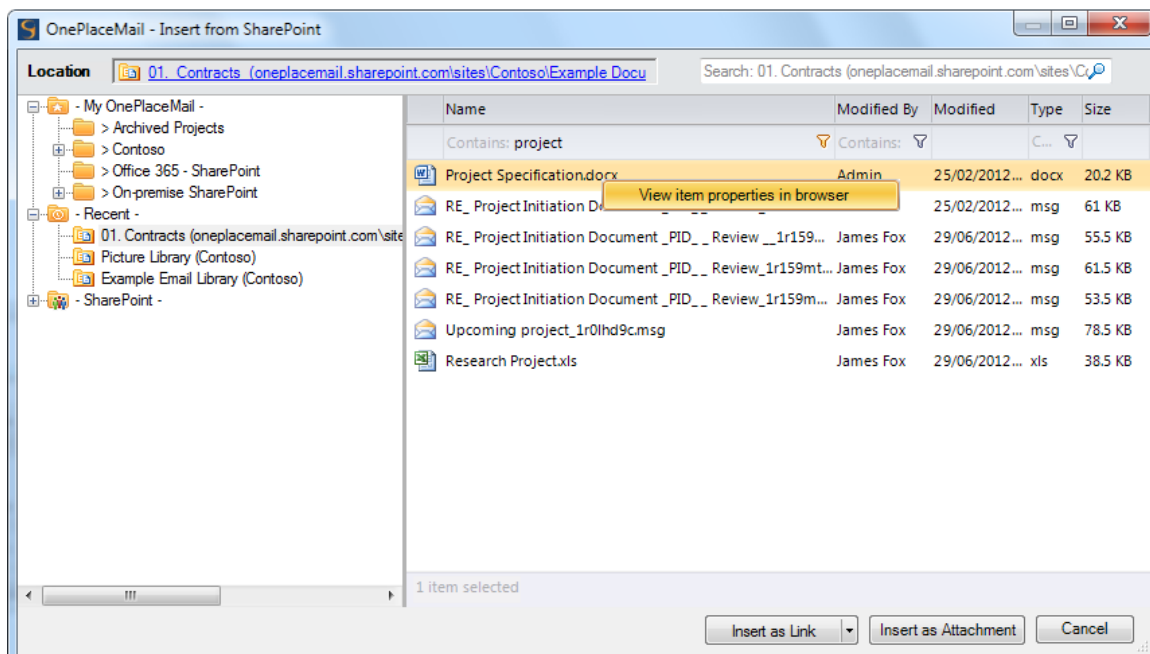 OnePlaceMail - Insert from SharePoint
Location 01. Contracts (oneplacemail.sharepoint.com\sites\Contoso\Example Docu Search: 01. Contracts (oneplacemail.sharepoint.com\sites\Co
- My OnePlaceMail -
> Archived Projects
> Contoso
> Office 365 - SharePoint
> On-premise SharePoint
- Recent -
01. Contracts (oneplacemail.sharepoint.com\site
Picture Library (Contoso)
Example Email Library (Contoso)
- SharePoint -
Name Modified By Modified Type Size
Contains: project Contains: C...
Project Specification.docx Admin 25/02/2012... docx 20.2 KB
View item properties in browser
RE_ Project Initiation 25/02/2012... msg 61 KB
RE_ Project Initiation Document _PID_ _ Review __1r159... James Fox 29/06/2012... msg 55.5 KB
RE_ Project Initiation Document _PID_ _ Review_1r159mt... James Fox 29/06/2012... msg 61.5 KB
RE_ Project Initiation Document _PID_ _ Review_1r159m... James Fox 29/06/2012... msg 53.5 KB
Upcoming project_1r0lhd9c.msg James Fox 29/06/2012... msg 78.5 KB
Research Project.xls James Fox 29/06/2012... xls 38.5 KB
1 item selected
Insert as Link Insert as Attachment Cancel